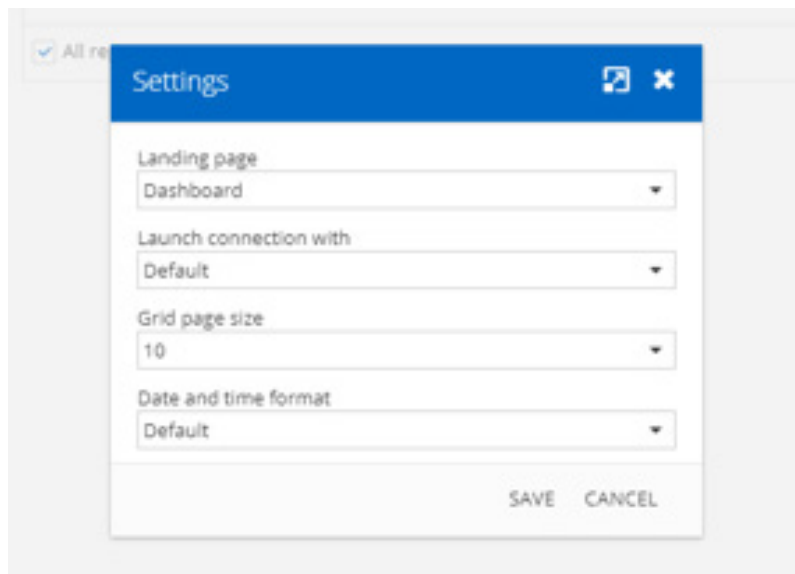 All re
Settings
Landing page
Dashboard
Launch connection with
Default
Grid page size
10
Date and time format
Default
SAVE CANCEL